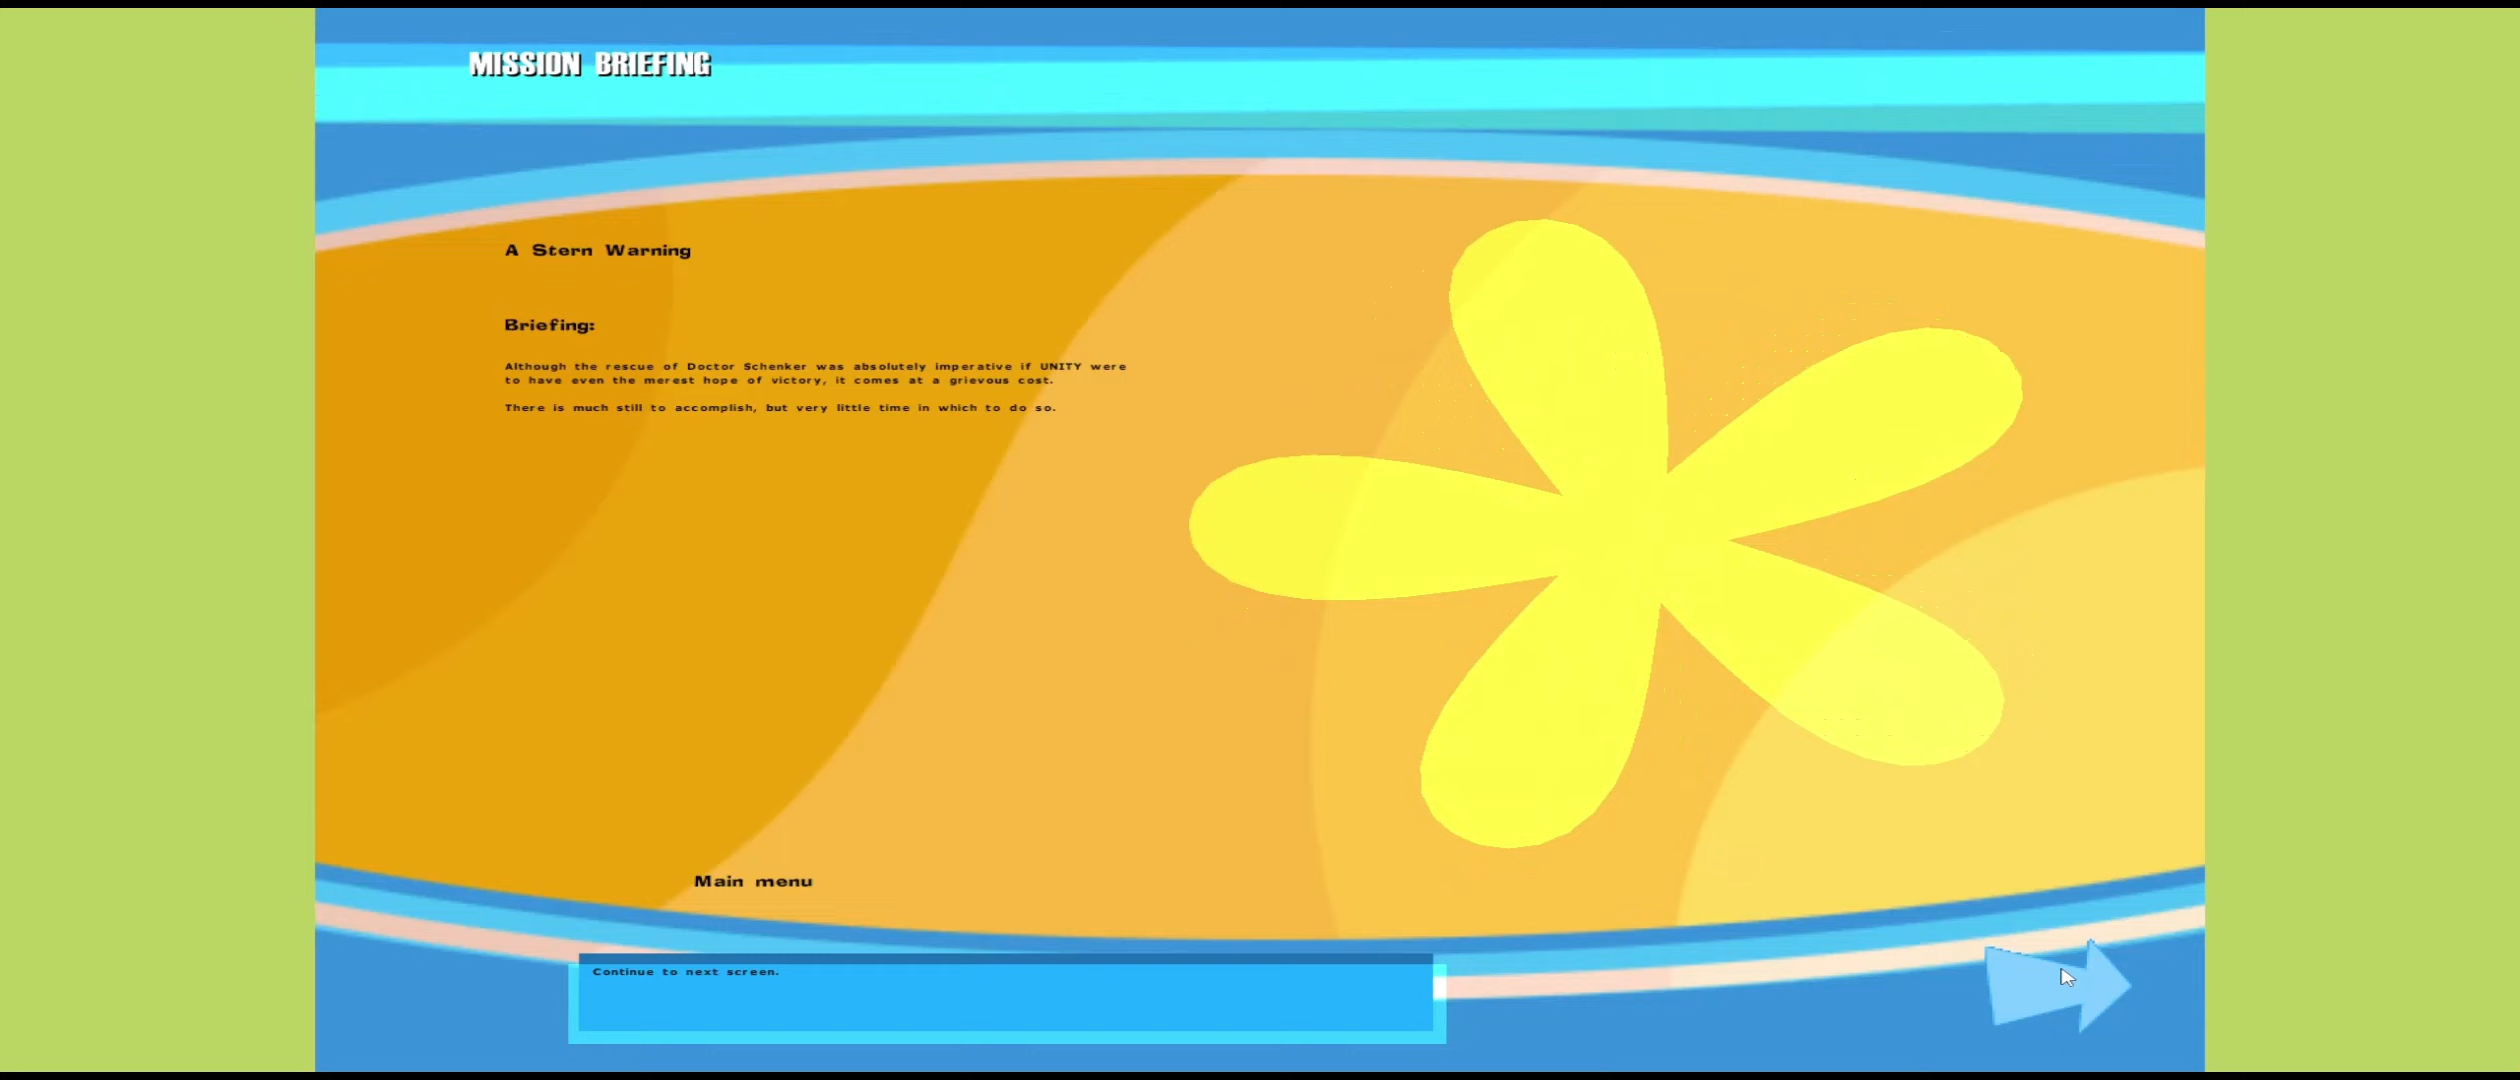 MISSION BRIEFING
A Stern Warning
Briefing:
Although the rescue of Doctor Schenker was absolutely imperative if UNITY were
to have even the merest hope of victory, it comes at a grievous cost.
There is much still to accomplish, but very little time in which to do so.
Main menu
Continue to next screen.